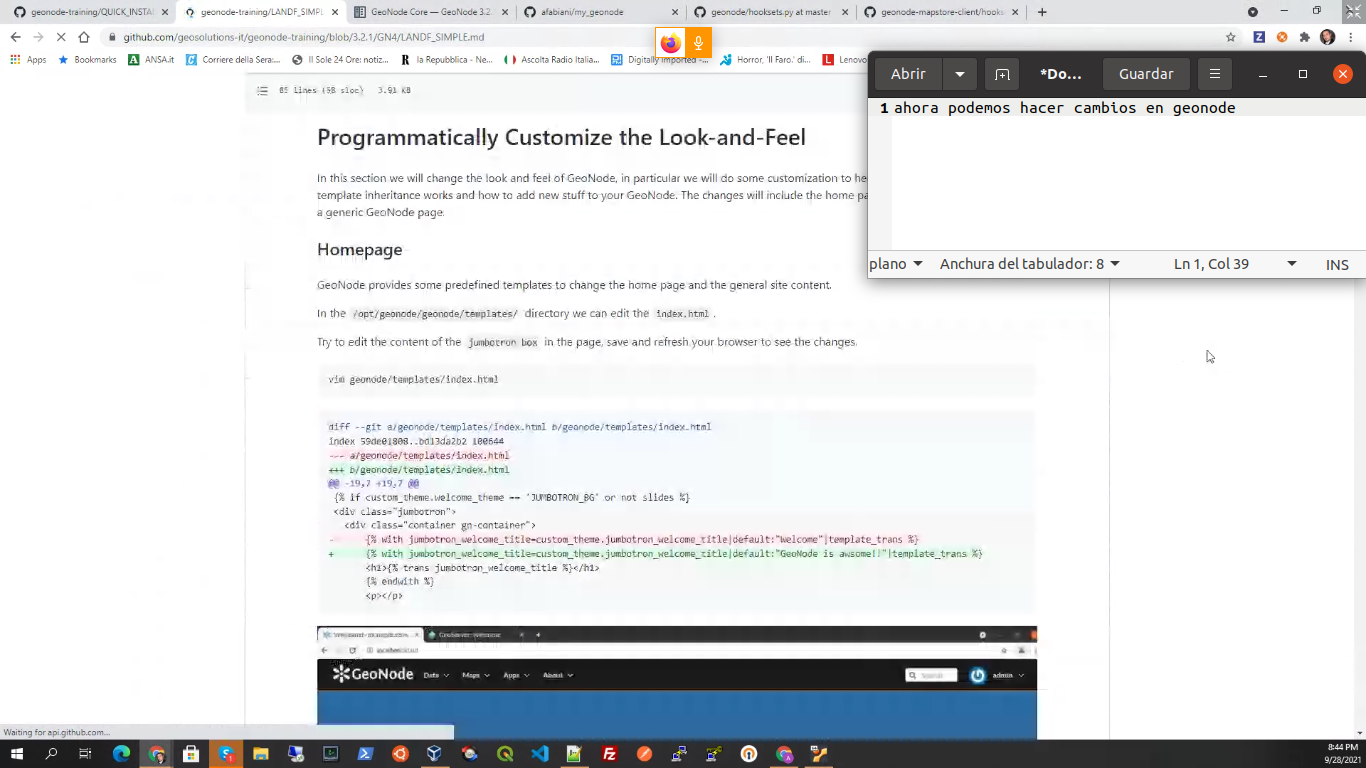 geonode-training/QUICK_INSTA
geonode-training/LANDF_SIMPL
GeoNode Core — GeoNode 3.2
afabiani/my_geonode
geonode/hooksets.py at master
geonode-mapstore-client/hook
github.com/geosolutions-it/geonode-training/blob/3.2.1/GN4/LANDF_SIMPLE.md
Apps
Bookmarks
ANSA.it
Corriere della Sera:...
Il Sole 24 Ore: notiz...
la Repubblica - Ne...
Ascolta Radio Italia...
Digitally Imported -...
Horror, 'Il Faro.' di...
Lenovo
Abrir
*Do...
Guardar
1 ahora podemos hacer cambios en geonode
plano
Anchura del tabulador: 8
Ln 1, Col 39
INS
3.91 KB
Programmatically Customize the Look-and-Feel
In this section we will change the look and feel of GeoNode, in particular we will do some customization to he
template inheritance works and how to add new stuff to your GeoNode. The changes will include the home pa
a generic GeoNode page.
Homepage
GeoNode provides some predefined templates to change the home page and the general site content.
In the /opt/geonode/geonode/templates/ directory we can edit the index.html .
Try to edit the content of the jumbotron box in the page, save and refresh your browser to see the changes.
vim geonode/templates/index.html
diff --git a/geonode/templates/index.html b/geonode/templates/index.html
index 59de01808..bd13da2b2 100644
--- a/geonode/templates/index.html
+++ b/geonode/templates/index.html
@@ -19,7 +19,7 @@
{% if custom_theme.welcome_theme == 'JUMBOTRON_BG' or not slides %}
<div class="jumbotron">
<div class="container gn-container">
- {% with jumbotron_welcome_title=custom_theme.jumbotron_welcome_title|default:"Welcome"|template_trans %}
+ {% with jumbotron_welcome_title=custom_theme.jumbotron_welcome_title|default:"GeoNode is awsome!!"|template_trans %}
<h1>{% trans jumbotron_welcome_title %}</h1>
{% endwith %}
<p></p>
GeoNode
Data
Maps
Apps
About
Search
admin
Waiting for api.github.com...
8:44 PM
9/28/2021